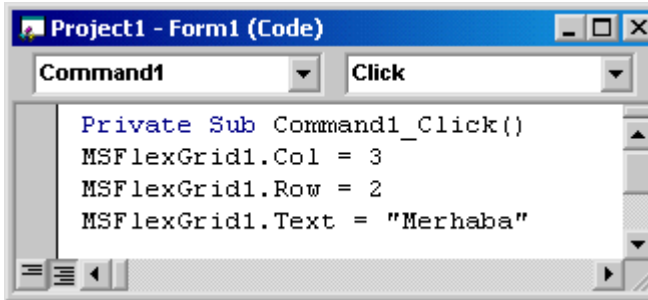 Project1 - Form1 (Code)
Command1 Click
Private Sub Command1_Click()
MSFlexGrid1.Col = 3
MSFlexGrid1.Row = 2
MSFlexGrid1.Text = "Merhaba"